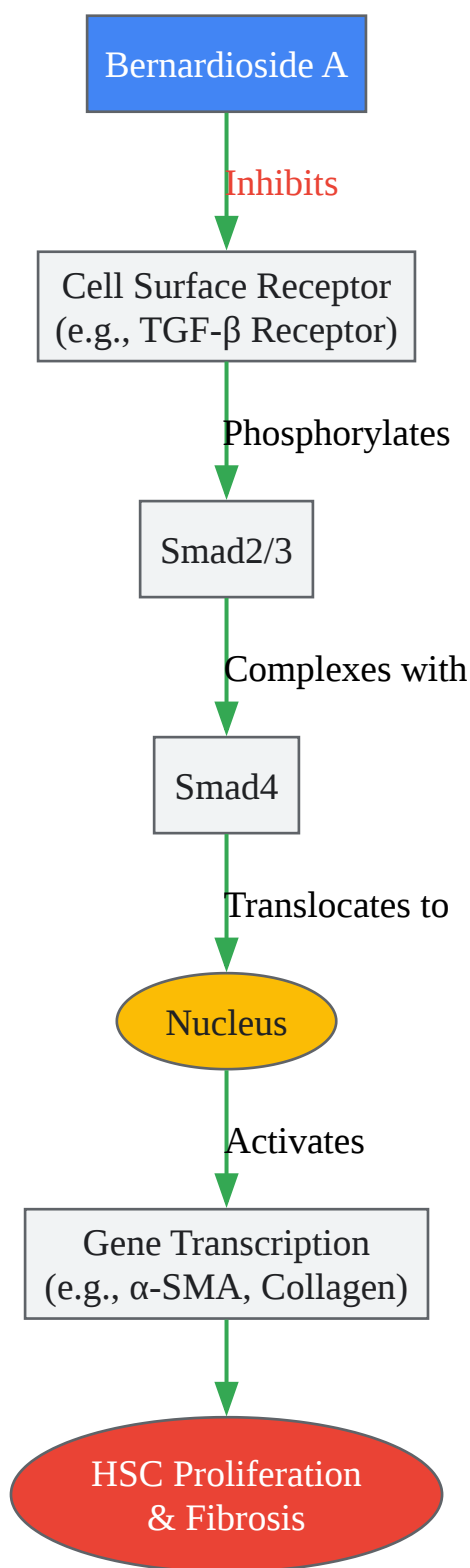 Bernardioside A
Inhibits
Cell Surface Receptor
(e.g., TGF-β Receptor)
Phosphorylates
Smad2/3
Complexes with
Smad4
Translocates to
Nucleus
Activates
Gene Transcription
(e.g., α-SMA, Collagen)
HSC Proliferation
& Fibrosis